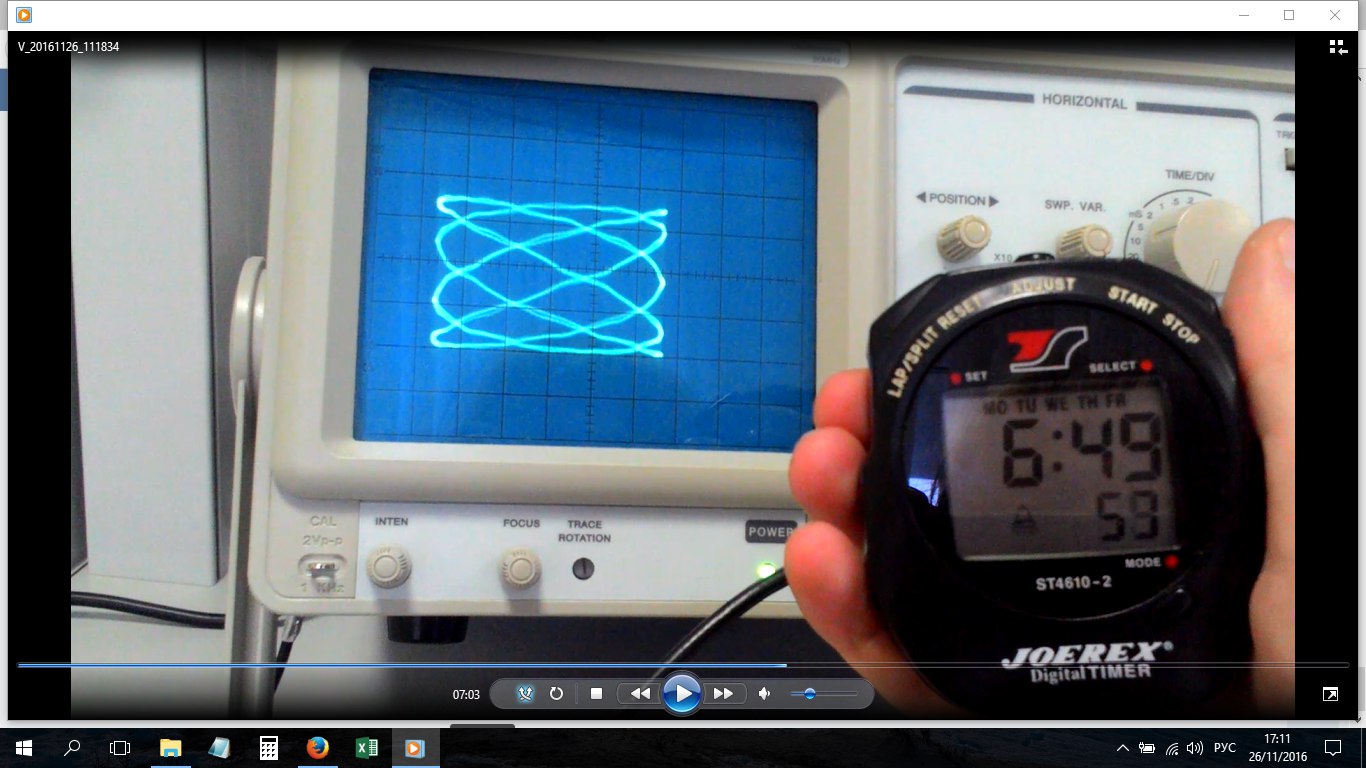 V_20161126_111834
HORIZONTAL
TIME/DIV
◄POSITION►
SWP. VAR.
mS 2 1 .5 .2
5
10
20
X10
LAP/SPLIT RESET ADJUST START STOP
SET
SELECT
MO TU WE TH FR
6:49
59
MODE
ST4610-2
JOEREX®
Digital TIMER
CAL
2Vp-p
1 KHz
INTEN
FOCUS
TRACE
ROTATION
POWER
07:03
РУС
17:11
26/11/2016